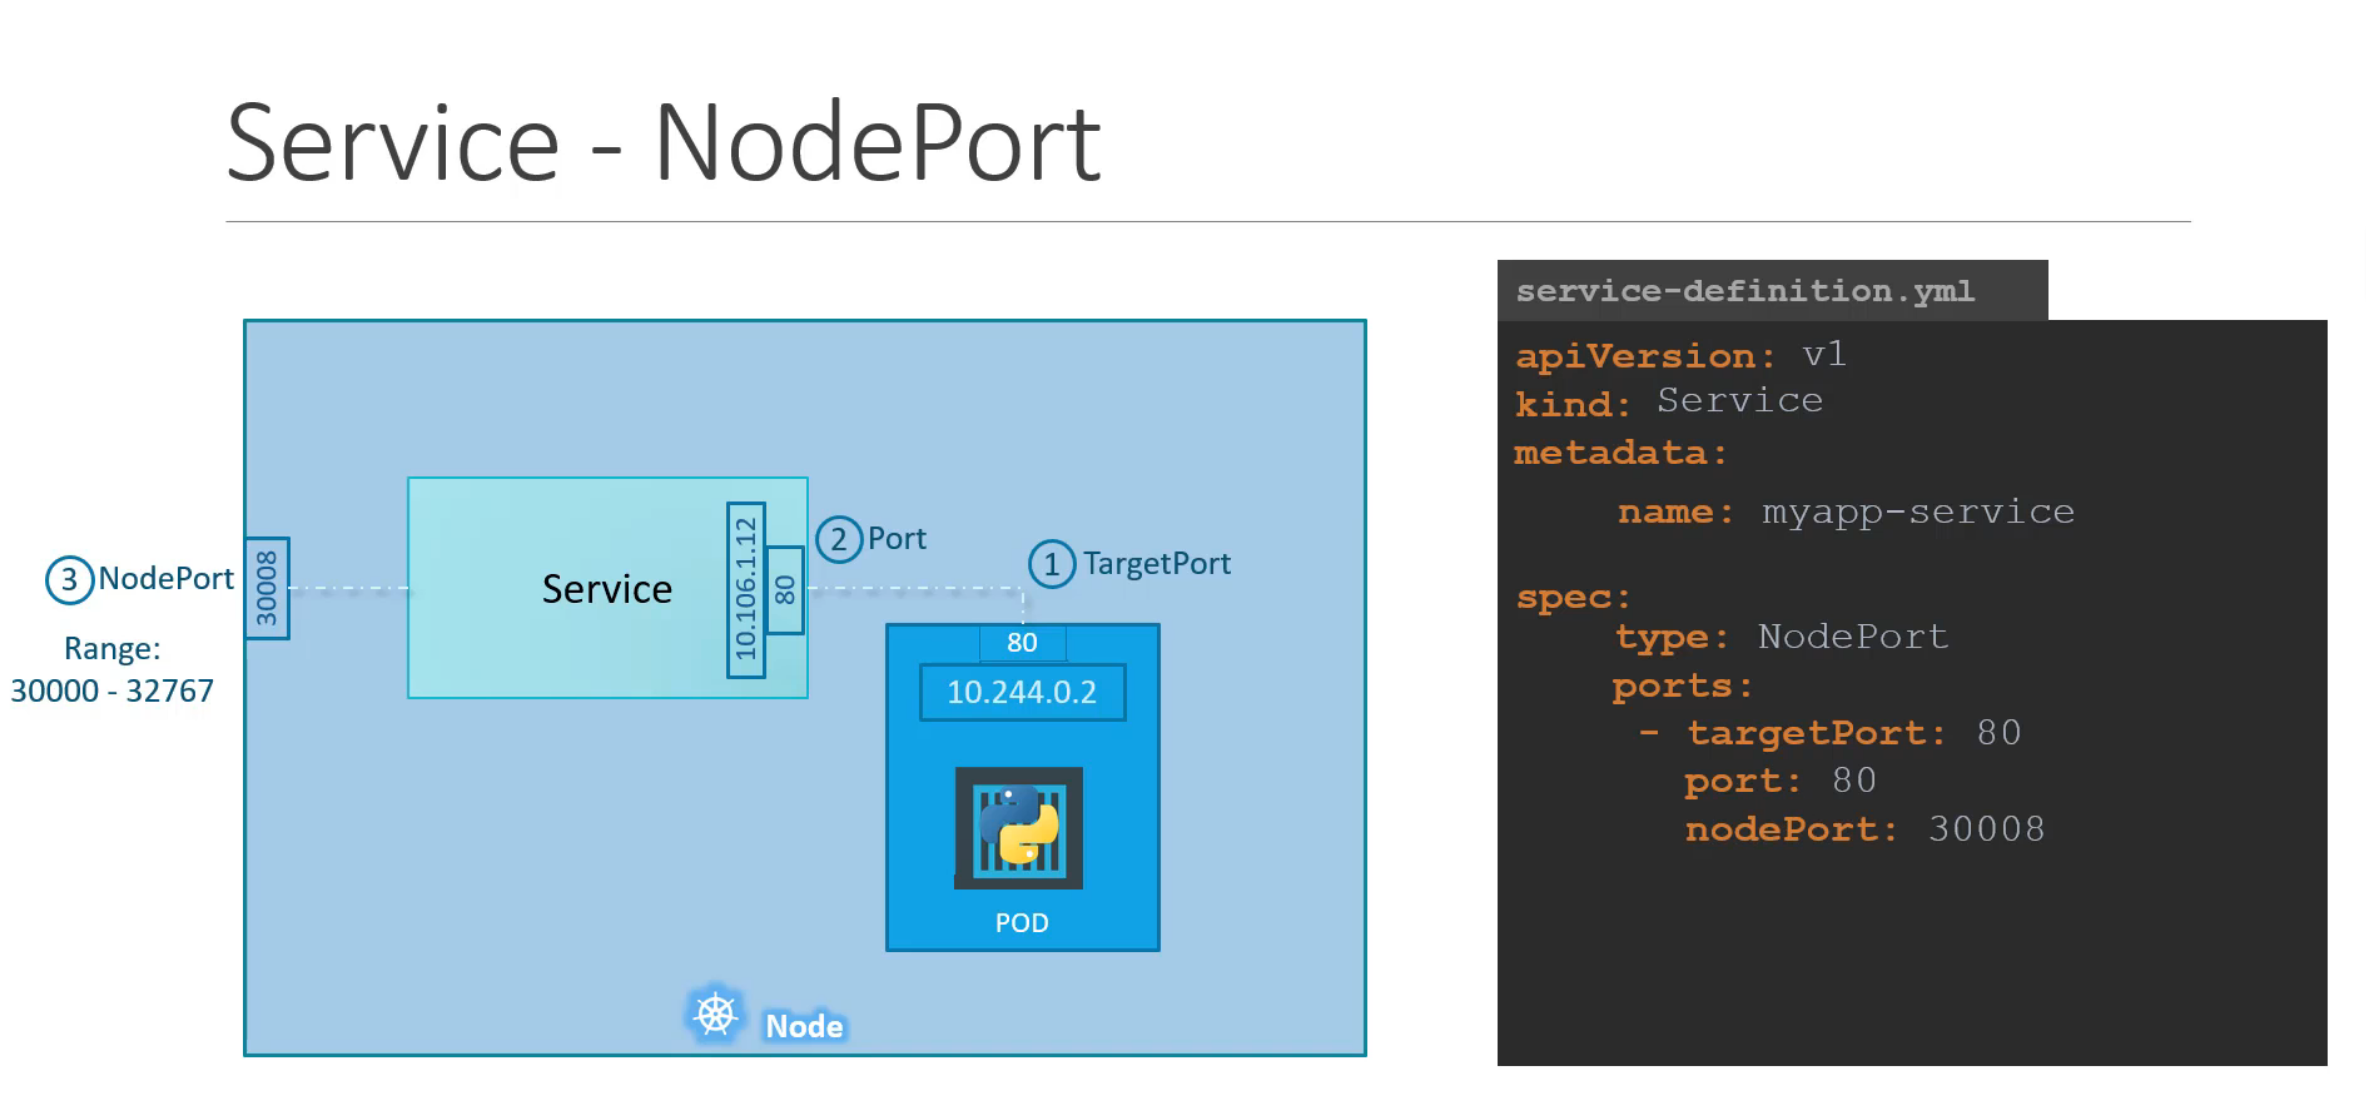 Service - NodePort
3 NodePort
Range:
30000 - 32767
30008
Service
10.106.1.12
80
2 Port
1 TargetPort
80
10.244.0.2
POD
Node
service-definition.yml
apiVersion: v1
kind: Service
metadata:
name: myapp-service
spec:
type: NodePort
ports:
- targetPort: 80
port: 80
nodePort: 30008